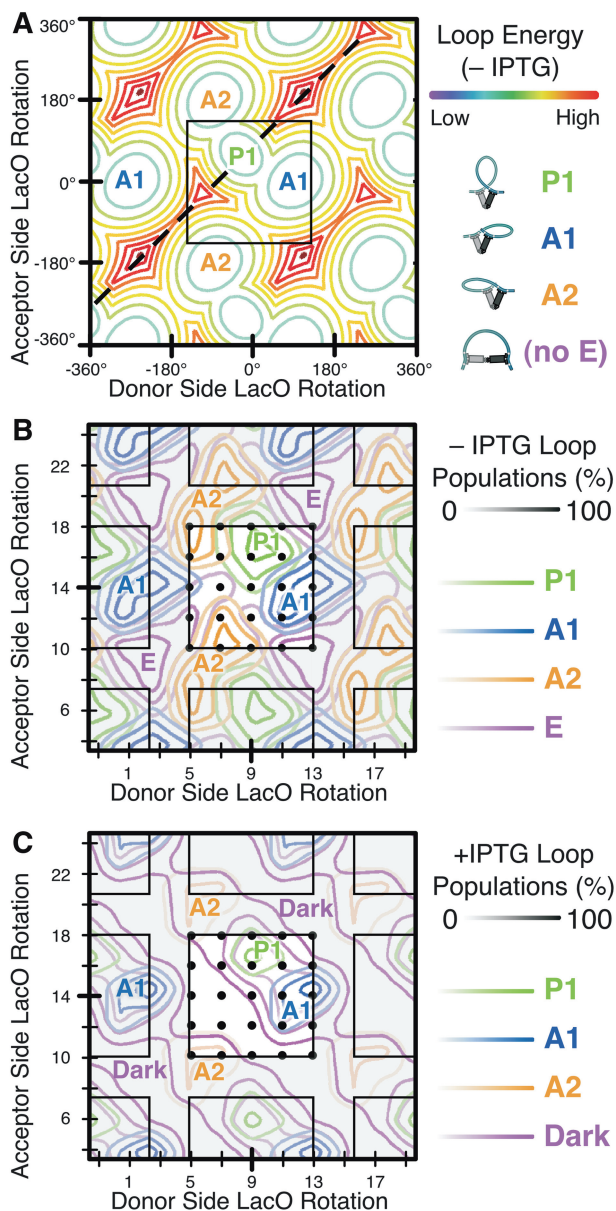 A
360°
180°
0°
-180°
-360°
Acceptor Side LacO Rotation
A2
P1
A1
A1
A2
-360°
-180°
0°
180°
360°
Donor Side LacO Rotation
Loop Energy
(– IPTG)
Low
High
P1
A1
A2
(no E)
B
22
18
14
10
6
Acceptor Side LacO Rotation
A2
E
P1
A1
A1
E
A2
1
5
9
13
17
Donor Side LacO Rotation
– IPTG Loop
Populations (%)
0
100
P1
A1
A2
E
C
22
18
14
10
6
Acceptor Side LacO Rotation
A2
Dark
P1
A1
A1
Dark
A2
1
5
9
13
17
Donor Side LacO Rotation
+IPTG Loop
Populations (%)
0
100
P1
A1
A2
Dark